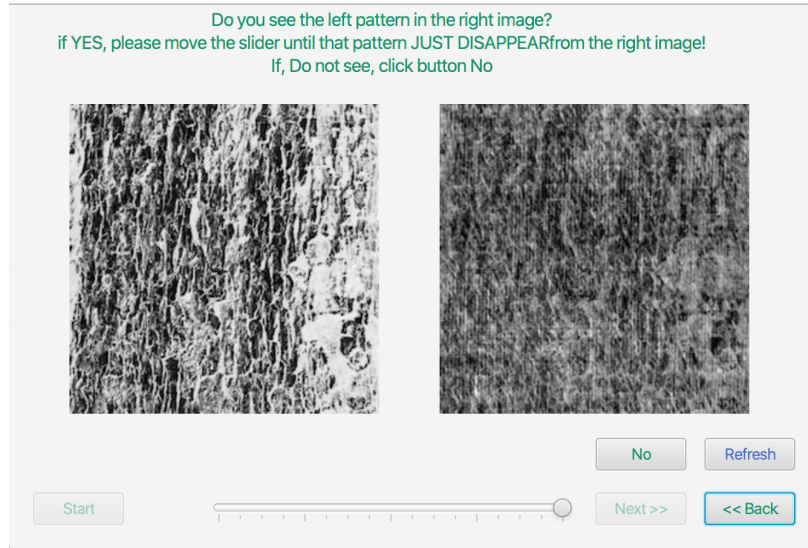 Do you see the left pattern in the right image?
if YES, please move the slider until that pattern JUST DISAPPEARfrom the right image!
If, Do not see, click button No
No
Refresh
Start
Next >>
<< Back